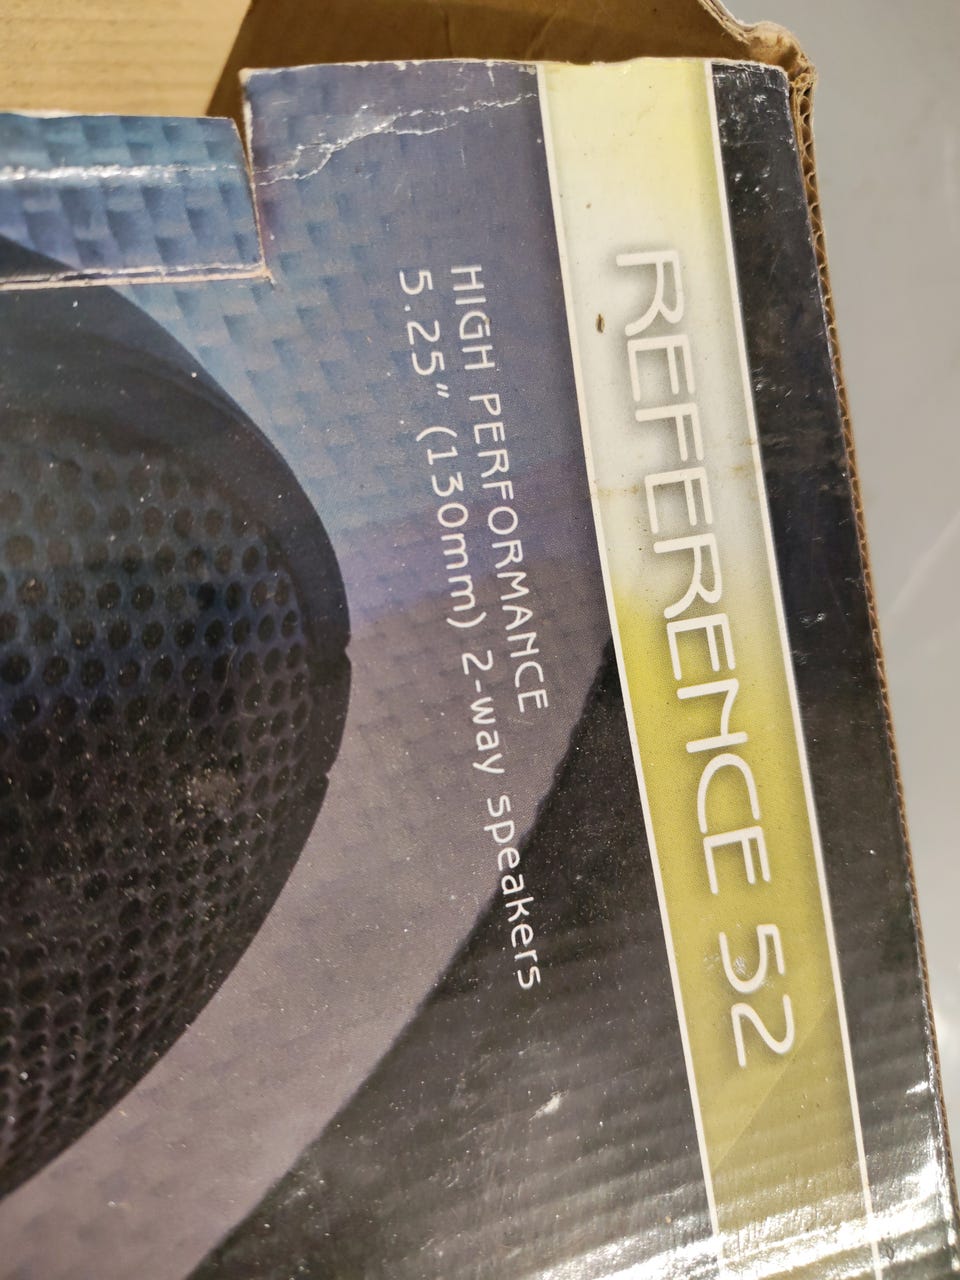 REFERENCE 52
HIGH PERFORMANCE
5.25" (130mm) 2-way speakers